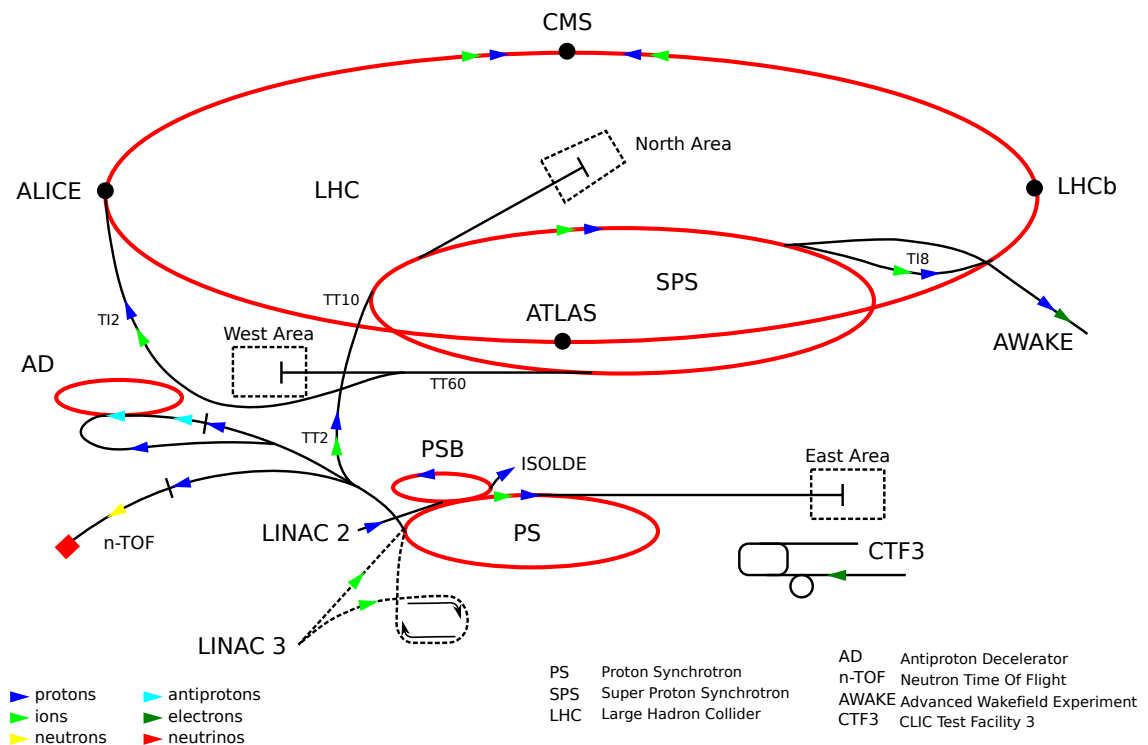 CMS
North Area
ALICE
LHC
LHCb
TI8
SPS
TT10
ATLAS
TI2
West Area
AWAKE
AD
TT60
TT2
PSB
East Area
ISOLDE
LINAC 2
PS
n-TOF
CTF3
LINAC 3
protons
ions
neutrons
antiprotons
electrons
neutrinos
PS Proton Synchrotron
SPS Super Proton Synchrotron
LHC Large Hadron Collider
AD Antiproton Decelerator
n-TOF Neutron Time Of Flight
AWAKE Advanced Wakefield Experiment
CTF3 CLIC Test Facility 3